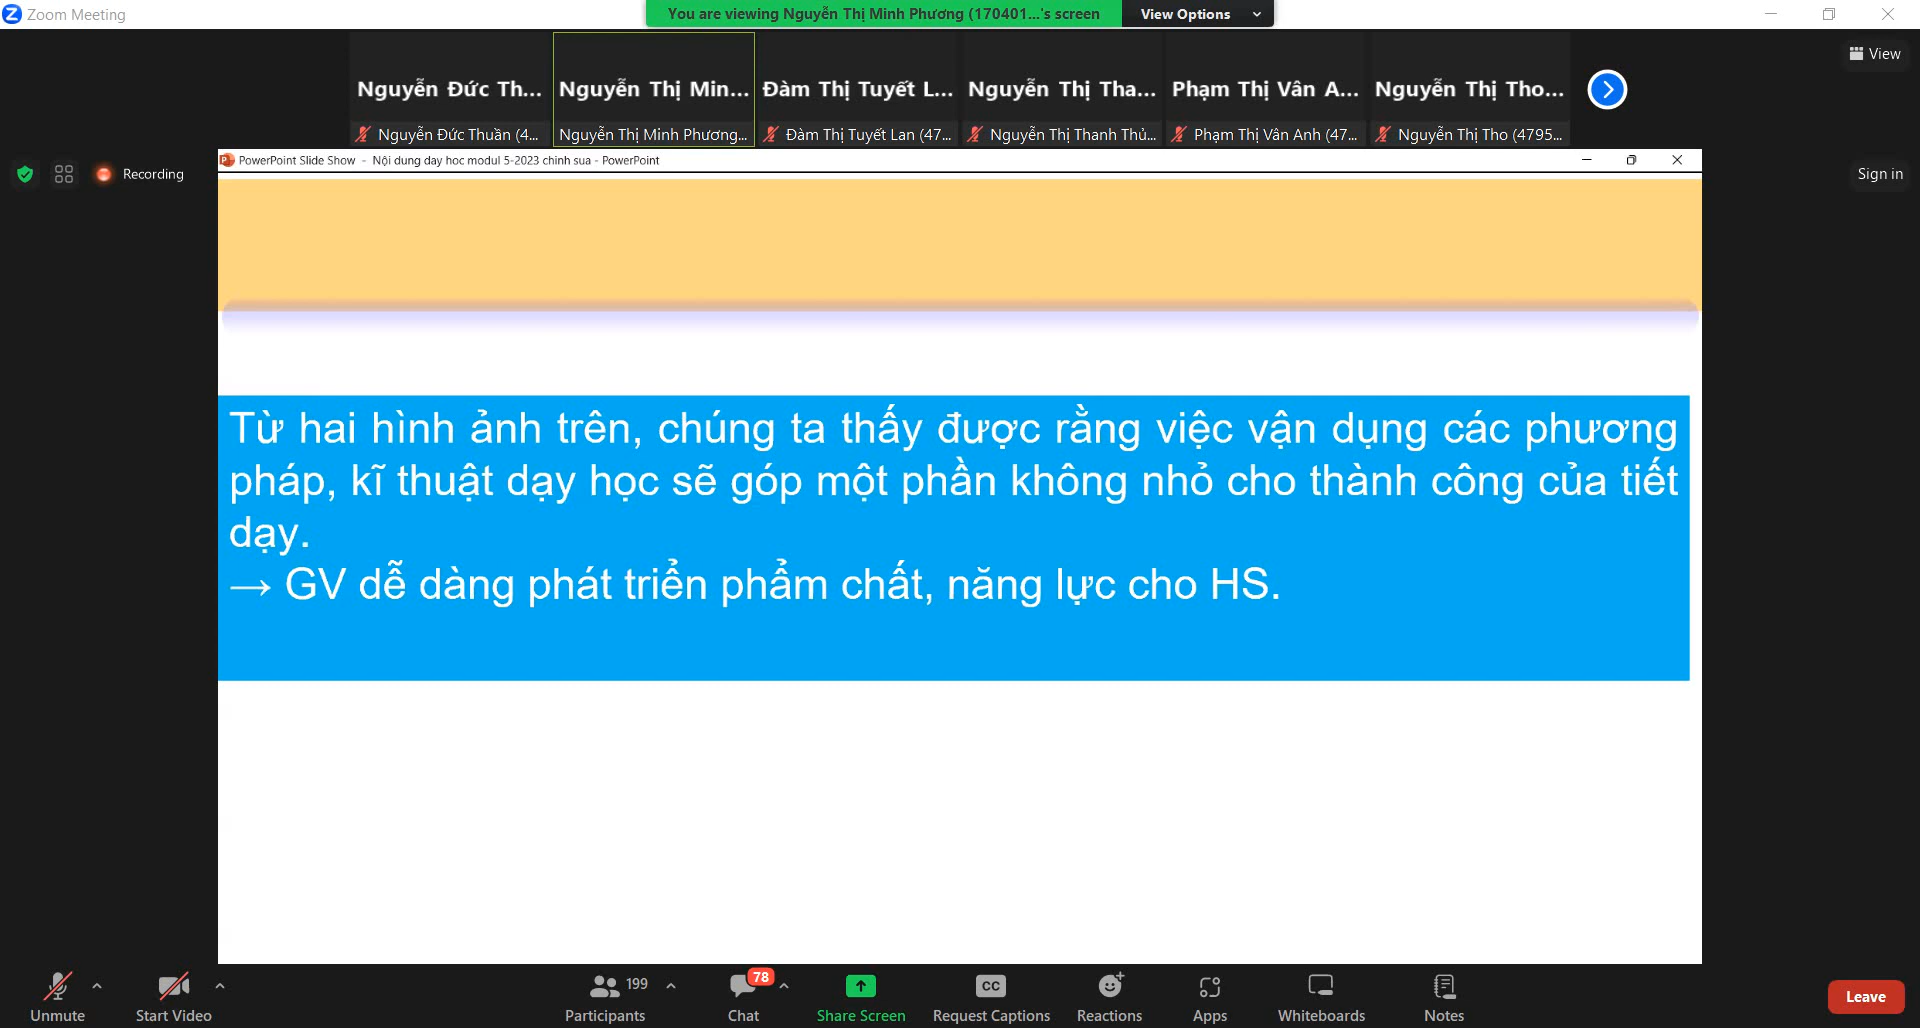 Zoom Meeting
You are viewing Nguyễn Thị Minh Phương (170401...'s screen
View Options
View
Nguyễn Đức Th...
Nguyễn Thị Min...
Đàm Thị Tuyết L...
Nguyễn Thị Tha...
Phạm Thị Vân A...
Nguyễn Thị Tho...
Nguyễn Đức Thuần (4...
Nguyễn Thị Minh Phương...
Đàm Thị Tuyết Lan (47...
Nguyễn Thị Thanh Thủ...
Phạm Thị Vân Anh (47...
Nguyễn Thị Tho (4795...
PowerPoint Slide Show - Nội dung day hoc modul 5-2023 chinh sua - PowerPoint
Recording
Sign in
Từ hai hình ảnh trên, chúng ta thấy được rằng việc vận dụng các phương
pháp, kĩ thuật dạy học sẽ góp một phần không nhỏ cho thành công của tiết
dạy.
→ GV dễ dàng phát triển phẩm chất, năng lực cho HS.
Unmute
Start Video
199
Participants
78
Chat
Share Screen
CC
Request Captions
Reactions
Apps
Whiteboards
Notes
Leave